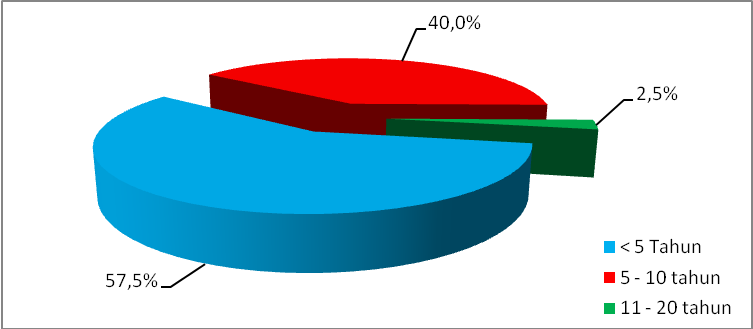 40,0%
2,5%
57,5%
< 5 Tahun
5 - 10 tahun
11 - 20 tahun